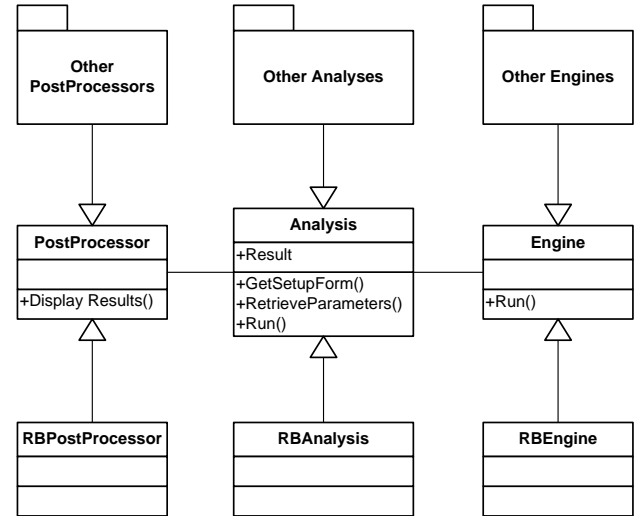 Other
PostProcessors
Other Analyses
Other Engines
PostProcessor
+Display Results()
Analysis
+Result
+GetSetupForm()
+RetrieveParameters()
+Run()
Engine
+Run()
RBPostProcessor
RBAnalysis
RBEngine